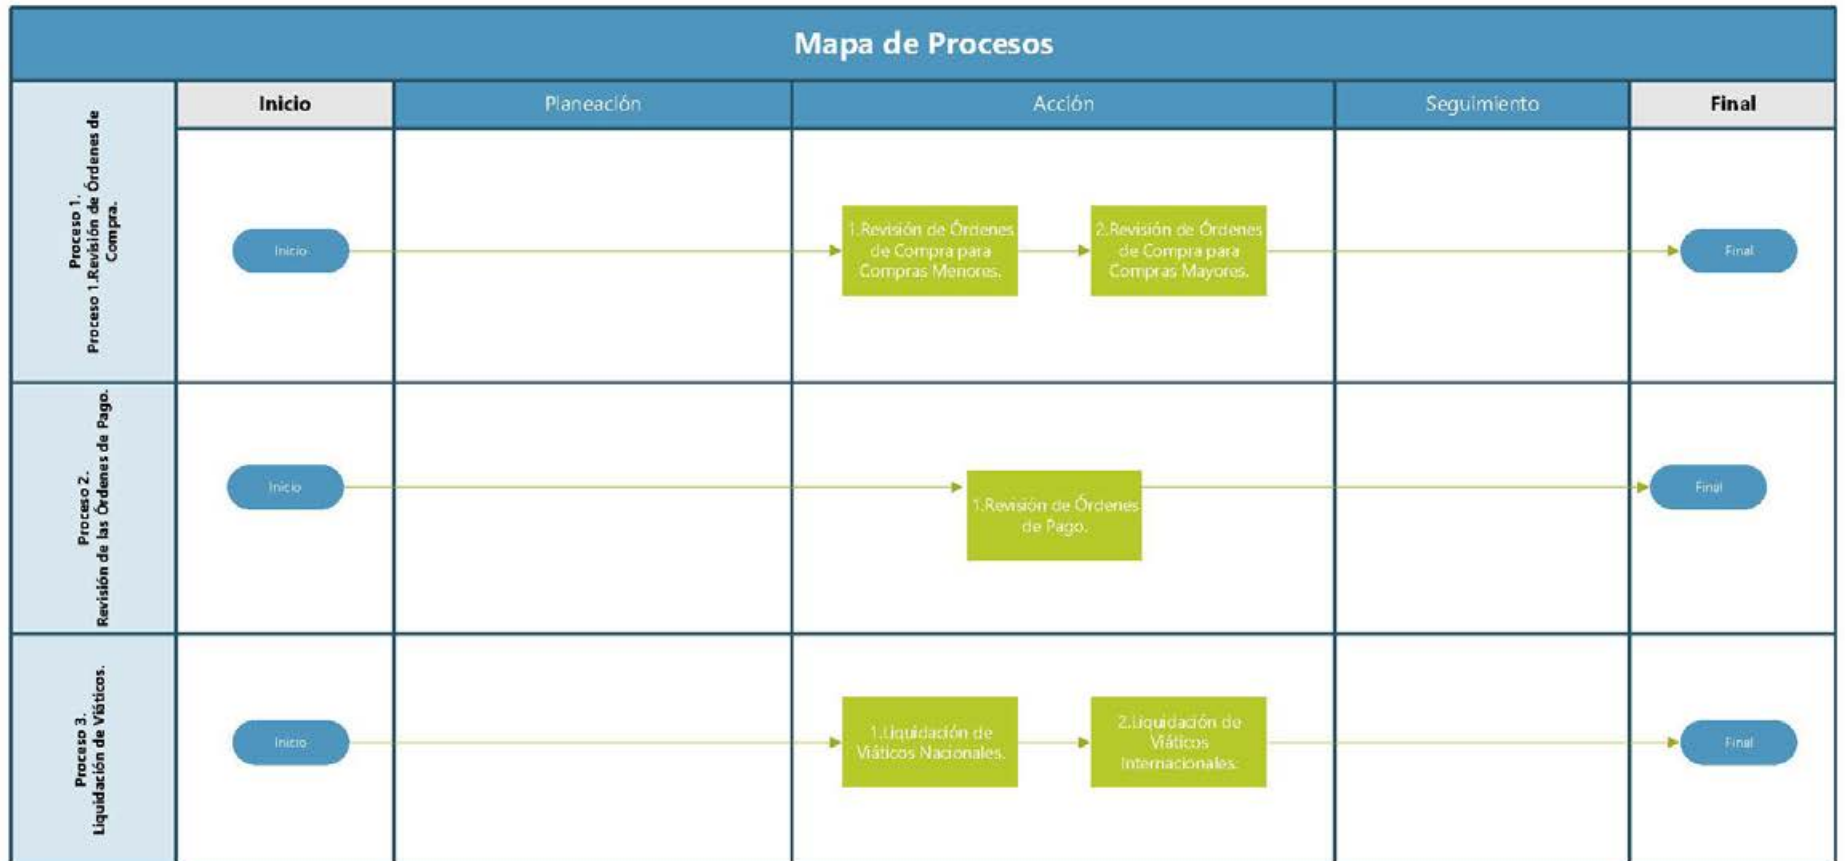 Mapa de Procesos
Inicio
Planeación
Acción
Seguimiento
Final
Proceso 1.
Proceso 1.Revisión de Órdenes de
Compra.
Inicio
1.Revisión de Órdenes
de Compra para
Compras Menores.
2.Revisión de Órdenes
de Compra para
Compras Mayores.
Final
Proceso 2.
Revisión de las Órdenes de Pago.
Inicio
1.Revisión de Órdenes
de Pago.
Final
Proceso 3.
Liquidación de Viáticos.
Inicio
1.Liquidación de
Viáticos Nacionales.
2.Liquidación de
Viáticos
Internacionales.
Final